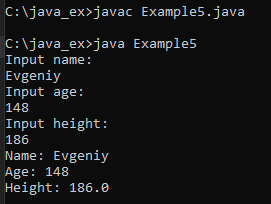 C:\java_ex>javac Example5.java
C:\java_ex>java Example5
Input name:
Evgeniy
Input age:
148
Input height:
186
Name: Evgeniy
Age: 148
Height: 186.0